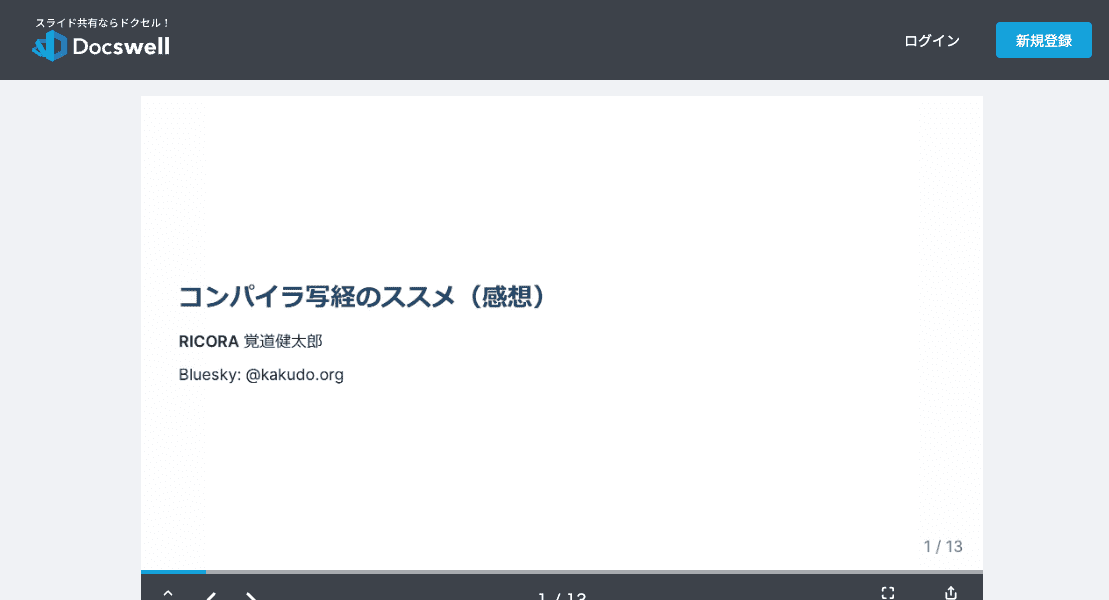 スライド共有ならドクセル！
Docswell
ログイン
新規登録
コンパイラ写経のススメ（感想）
RICORA 覚道健太郎
Bluesky: @kakudo.org
1 / 13
1 / 13